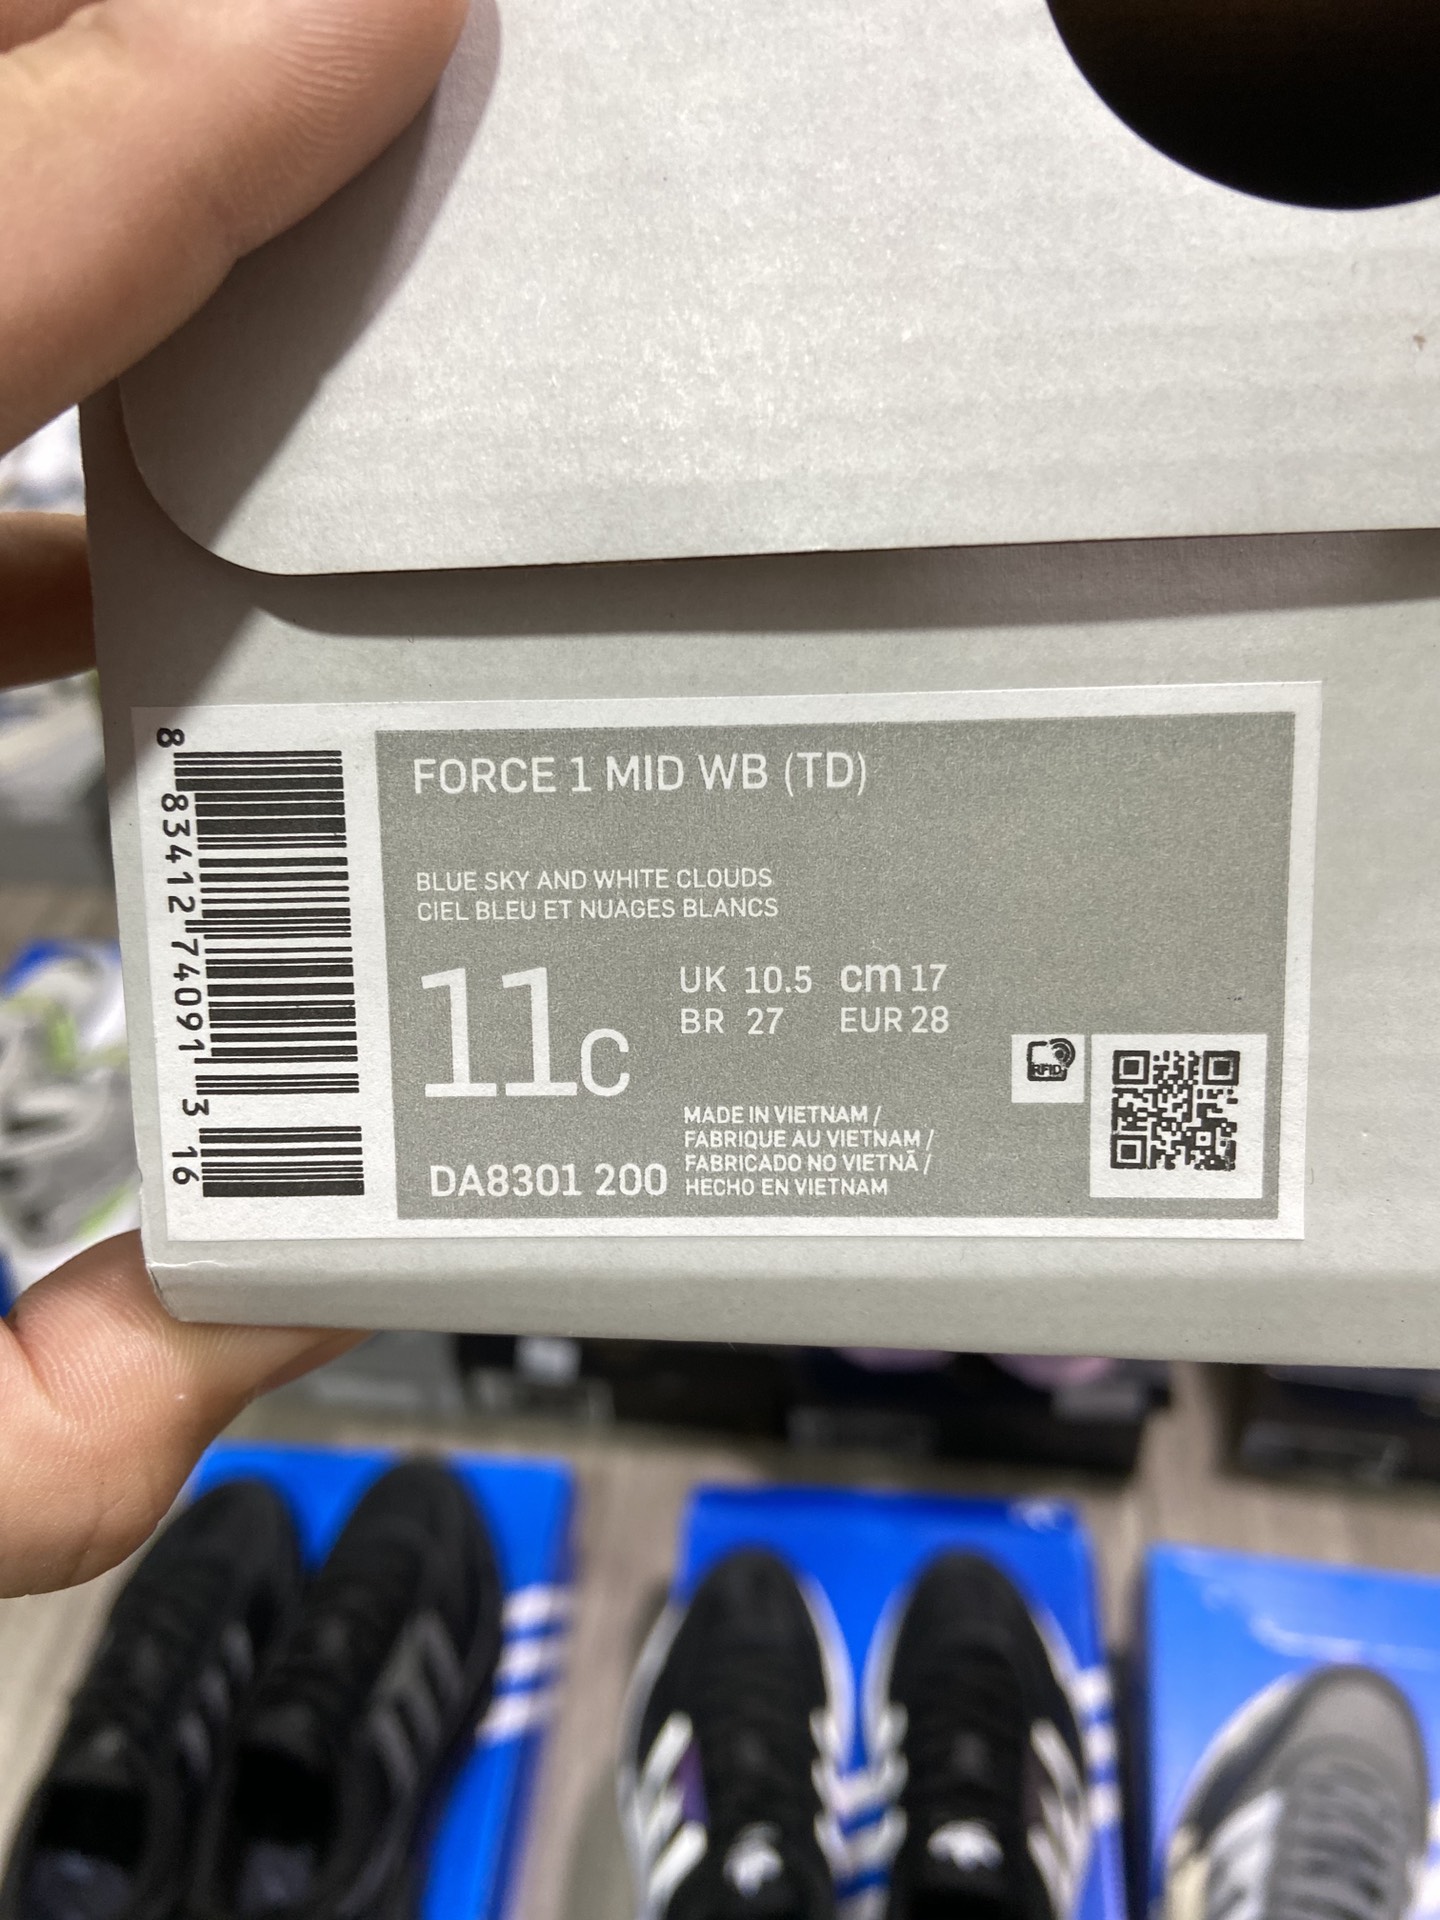 FORCE 1 MID WB (TD)
BLUE SKY AND WHITE CLOUDS
CIEL BLEU ET NUAGES BLANCS
11C
UK 10.5 cm 17
BR 27 EUR 28
MADE IN VIETNAM /
FABRIQUE AU VIETNAM /
FABRICADO NO VIETNÃ /
HECHO EN VIETNAM
DA8301 200
RFID
8 83412 74091 3 16